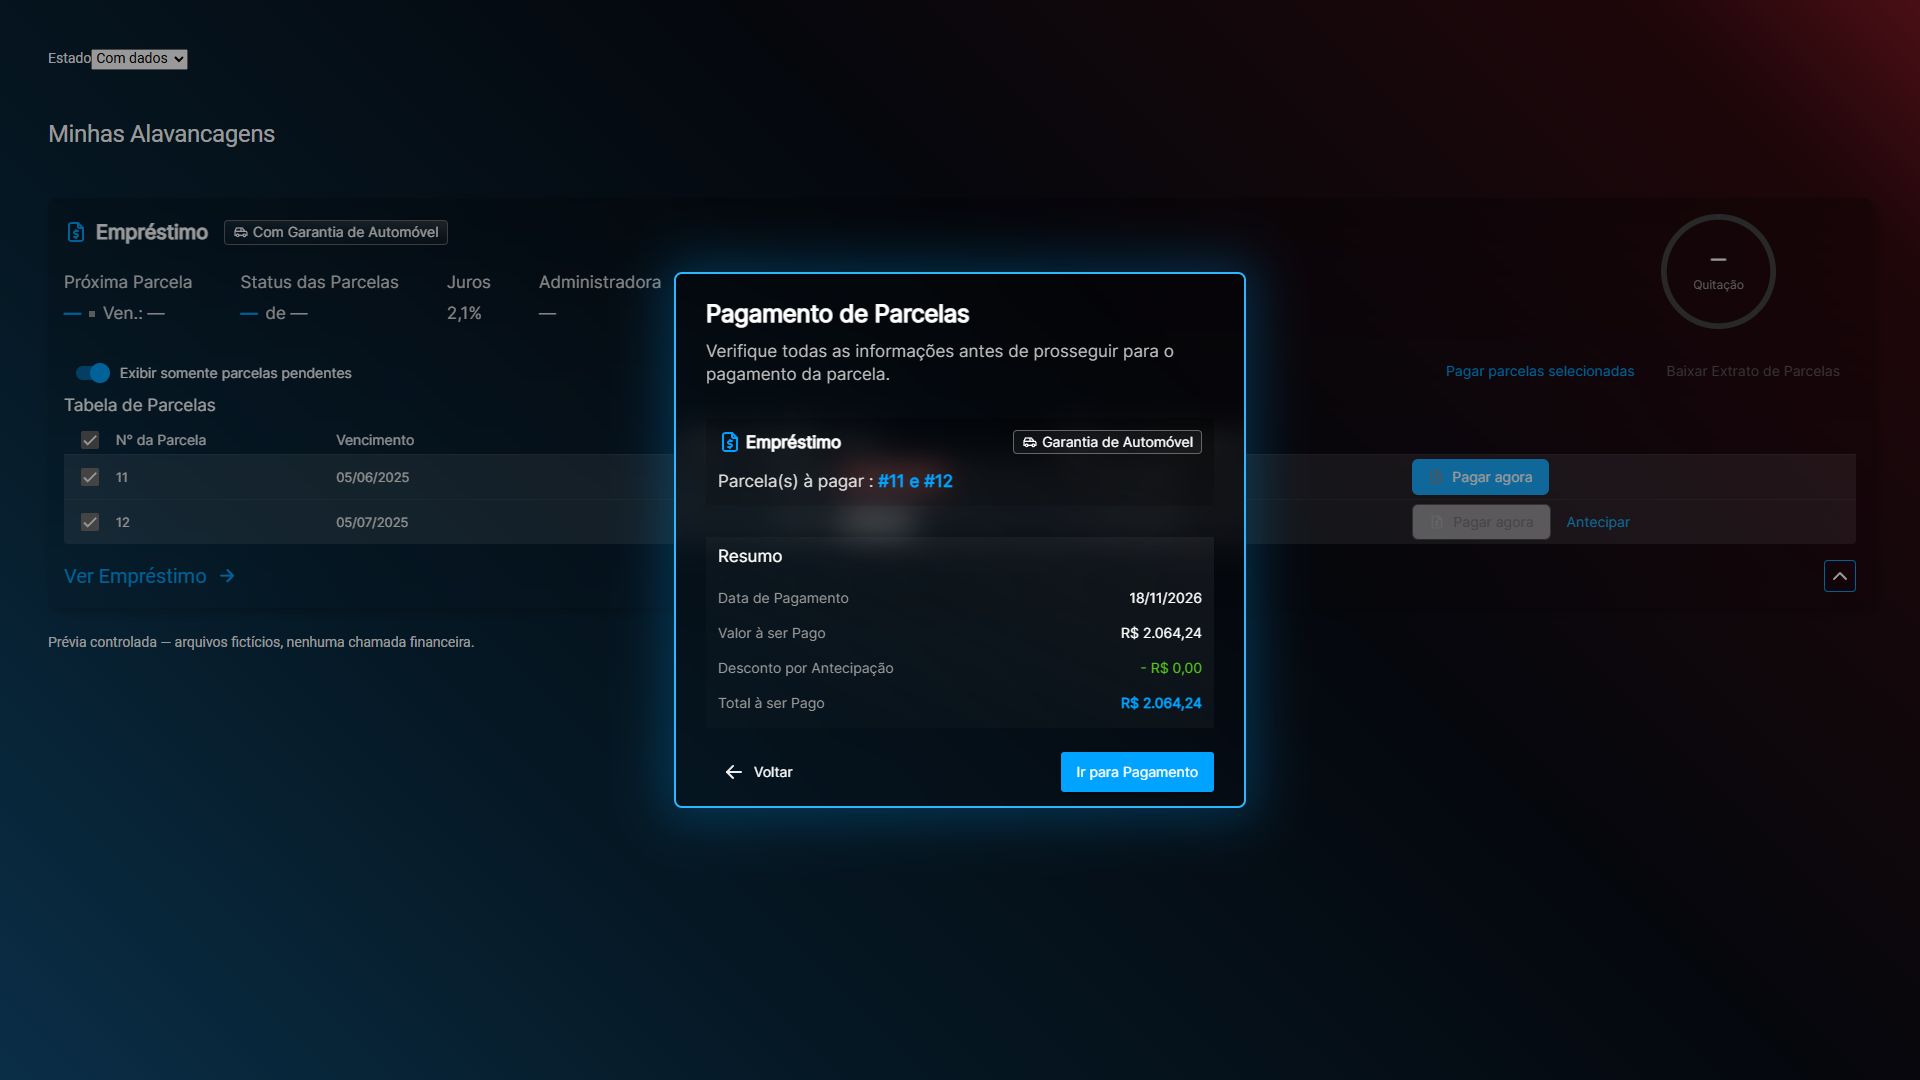 Estado Com dados
Minhas Alavancagens
Empréstimo Com Garantia de Automóvel
Próxima Parcela Status das Parcelas Juros Administradora
— Ven.: — — de — 2,1% —
— Quitação
Exibir somente parcelas pendentes
Pagar parcelas selecionadas Baixar Extrato de Parcelas
Tabela de Parcelas
Nº da Parcela Vencimento
11 05/06/2025 Pagar agora
12 05/07/2025 Pagar agora Antecipar
Ver Empréstimo
Prévia controlada — arquivos fictícios, nenhuma chamada financeira.
Pagamento de Parcelas
Verifique todas as informações antes de prosseguir para o
pagamento da parcela.
Empréstimo Garantia de Automóvel
Parcela(s) à pagar : #11 e #12
Resumo
Data de Pagamento 18/11/2026
Valor à ser Pago R$ 2.064,24
Desconto por Antecipação - R$ 0,00
Total à ser Pago R$ 2.064,24
Voltar Ir para Pagamento